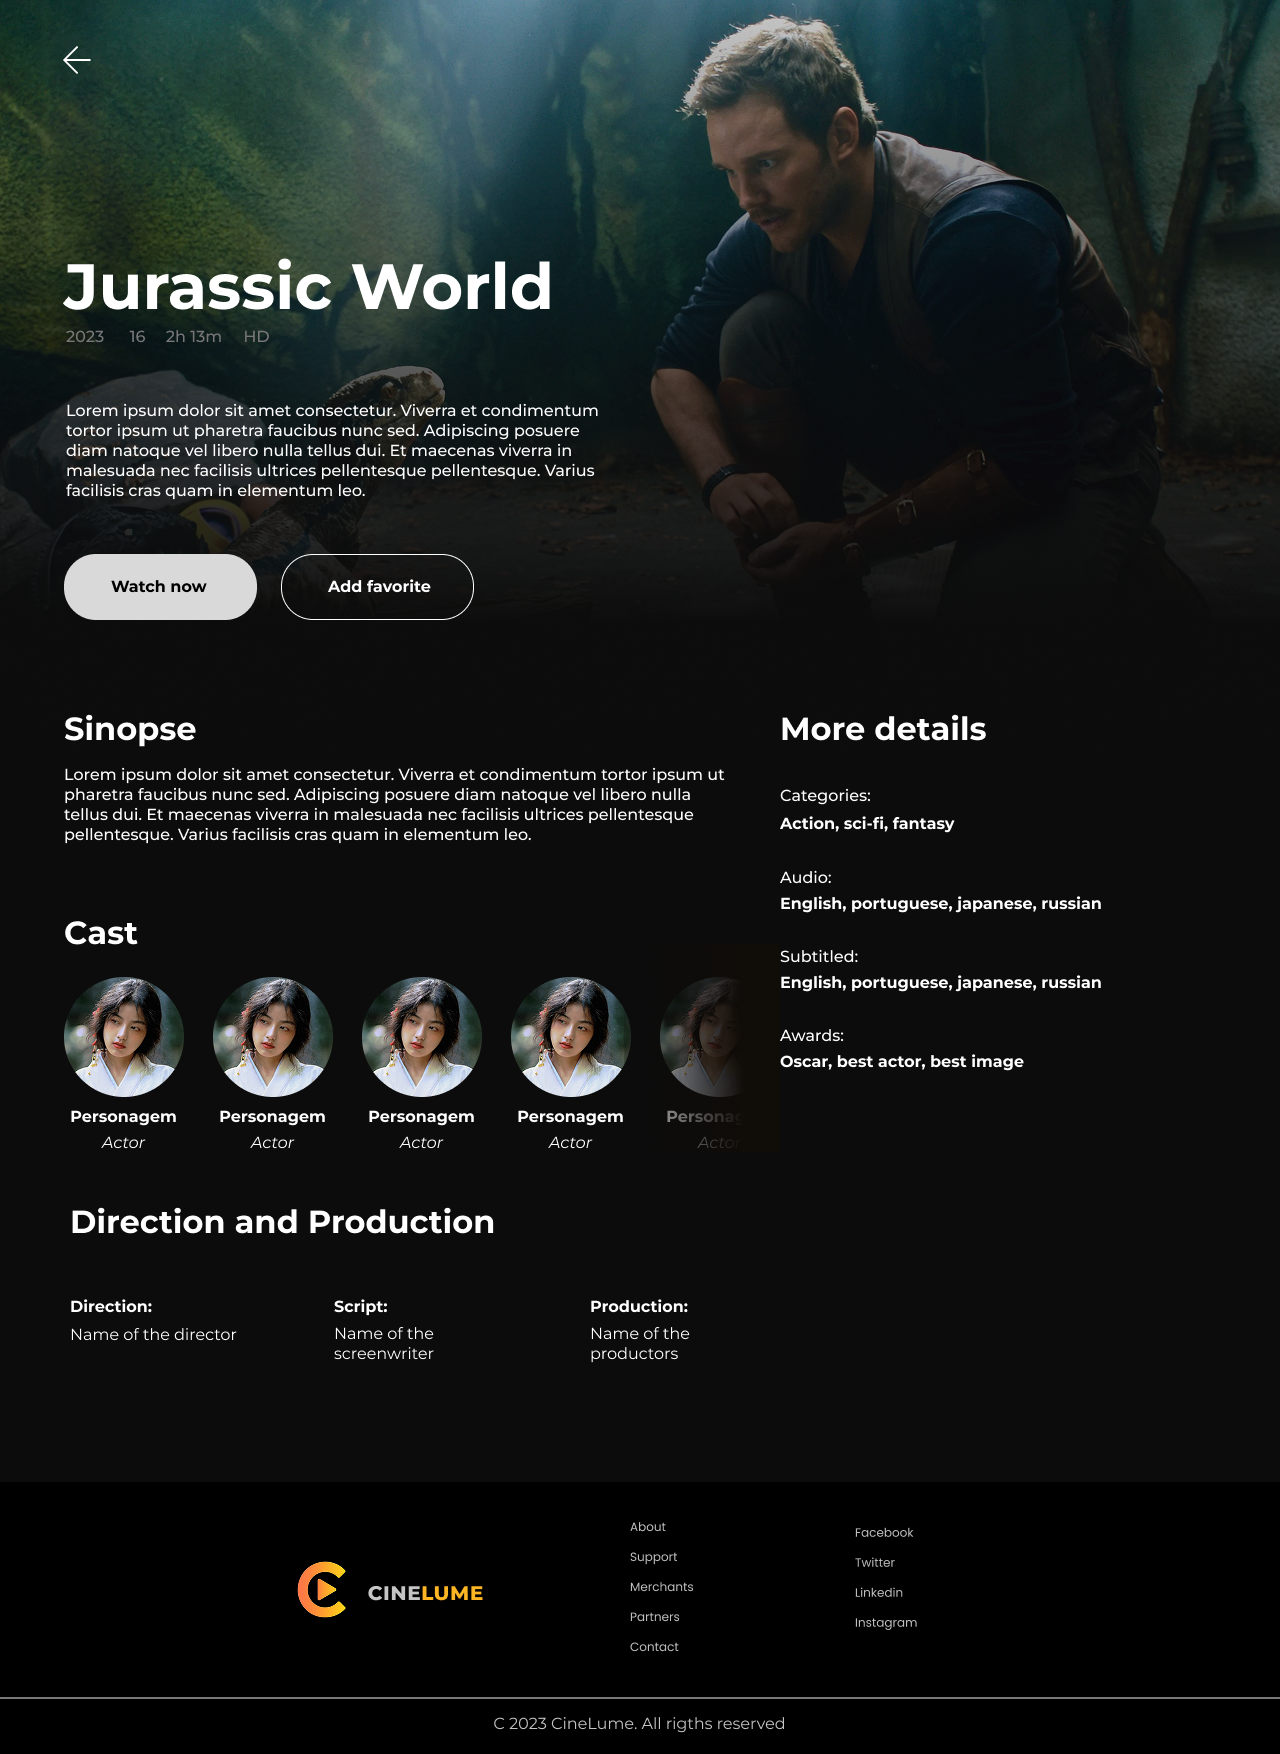 Jurassic World
2023 16 2h 13m HD
Lorem ipsum dolor sit amet consectetur. Viverra et condimentum
tortor ipsum ut pharetra faucibus nunc sed. Adipiscing posuere
diam natoque vel libero nulla tellus dui. Et maecenas viverra in
malesuada nec facilisis ultrices pellentesque pellentesque. Varius
facilisis cras quam in elementum leo.
Watch now
Add favorite
Sinopse
Lorem ipsum dolor sit amet consectetur. Viverra et condimentum tortor ipsum ut
pharetra faucibus nunc sed. Adipiscing posuere diam natoque vel libero nulla
tellus dui. Et maecenas viverra in malesuada nec facilisis ultrices pellentesque
pellentesque. Varius facilisis cras quam in elementum leo.
More details
Categories:
Action, sci-fi, fantasy
Audio:
English, portuguese, japanese, russian
Subtitled:
English, portuguese, japanese, russian
Awards:
Oscar, best actor, best image
Cast
Personagem
Actor
Personagem
Actor
Personagem
Actor
Personagem
Actor
Personag
Actor
Direction and Production
Direction:
Name of the director
Script:
Name of the
screenwriter
Production:
Name of the
productors
CINELUME
About
Support
Merchants
Partners
Contact
Facebook
Twitter
Linkedin
Instagram
C 2023 CineLume. All rigths reserved